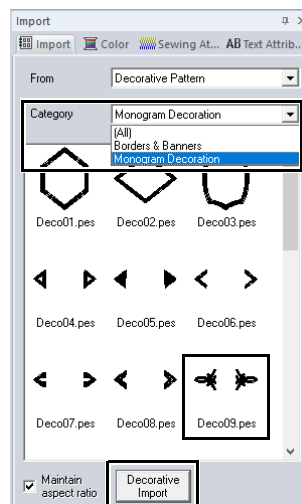 Import
Import Color Sewing At... AB Text Attrib..
From Decorative Pattern
Category Monogram Decoration
(All)
Borders & Banners
Monogram Decoration
Deco01.pes Deco02.pes Deco03.pes
Deco04.pes Deco05.pes Deco06.pes
Deco07.pes Deco08.pes Deco09.pes
Maintain
aspect ratio
Decorative
Import